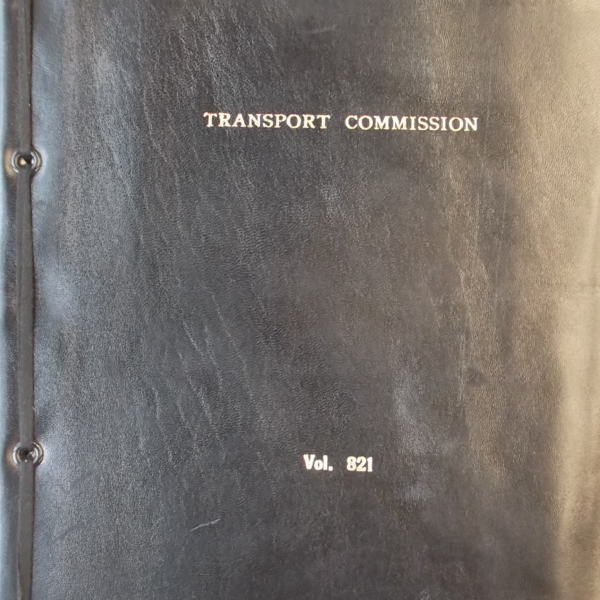 TRANSPORT COMMISSION
Vol. 821